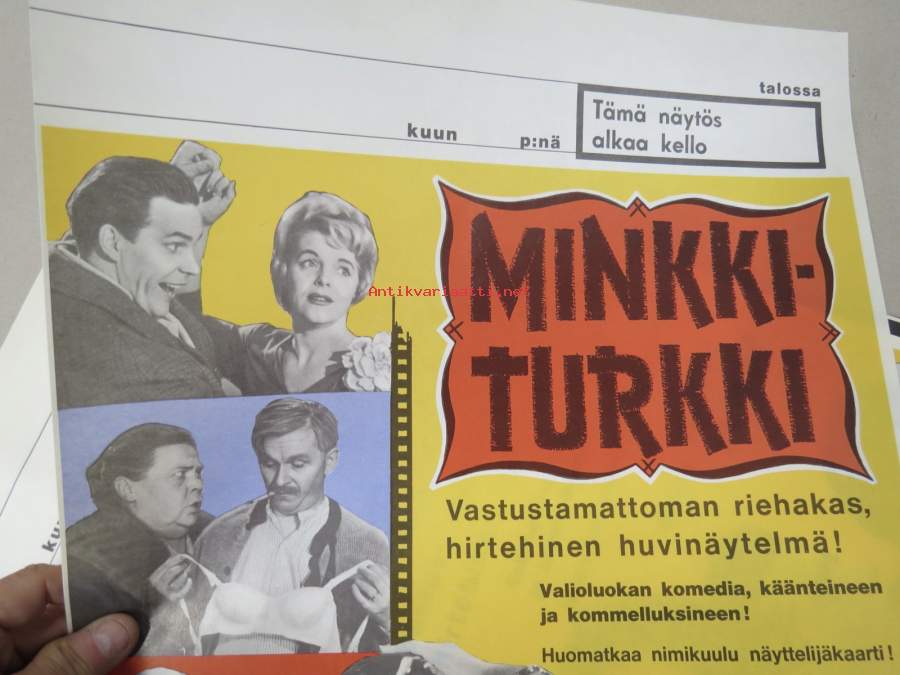 talossa
kuun p:nä
Tämä näytös
alkaa kello
MINKKI-
TURKKI
Antikvariaatti.net
Vastustamattoman riehakas,
hirtehinen huvinäytelmä!
Valioluokan komedia, käänteineen
ja kommelluksineen!
Huomatkaa nimikuulu näyttelijäkaarti!